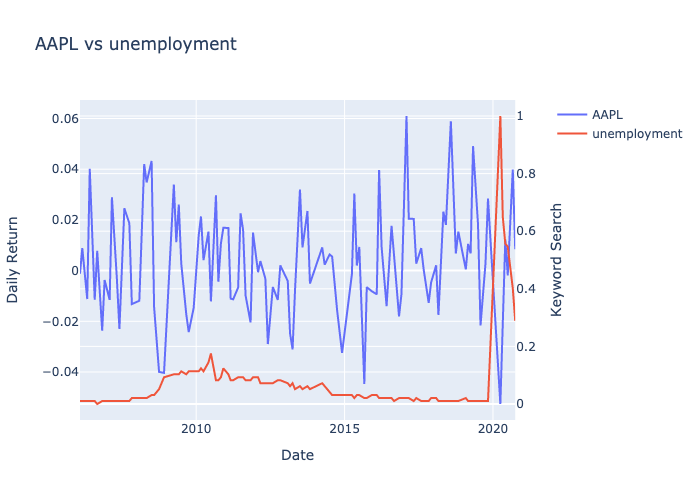 AAPL vs unemployment
0.06
0.04
0.02
0
−0.02
−0.04
Daily Return
1
0.8
0.6
0.4
0.2
0
Keyword Search
2010
2015
2020
Date
AAPL
unemployment